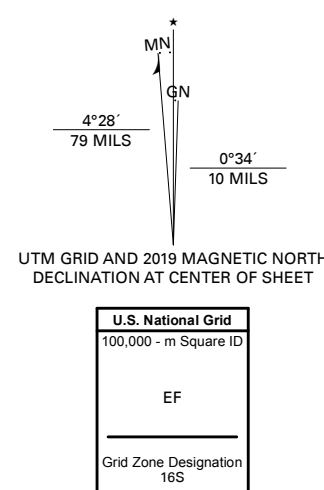 ★
MN
GN
4°28´
79 MILS
0°34´
10 MILS
UTM GRID AND 2019 MAGNETIC NORTH
DECLINATION AT CENTER OF SHEET
U.S. National Grid
100,000 - m Square ID
EF
Grid Zone Designation
16S